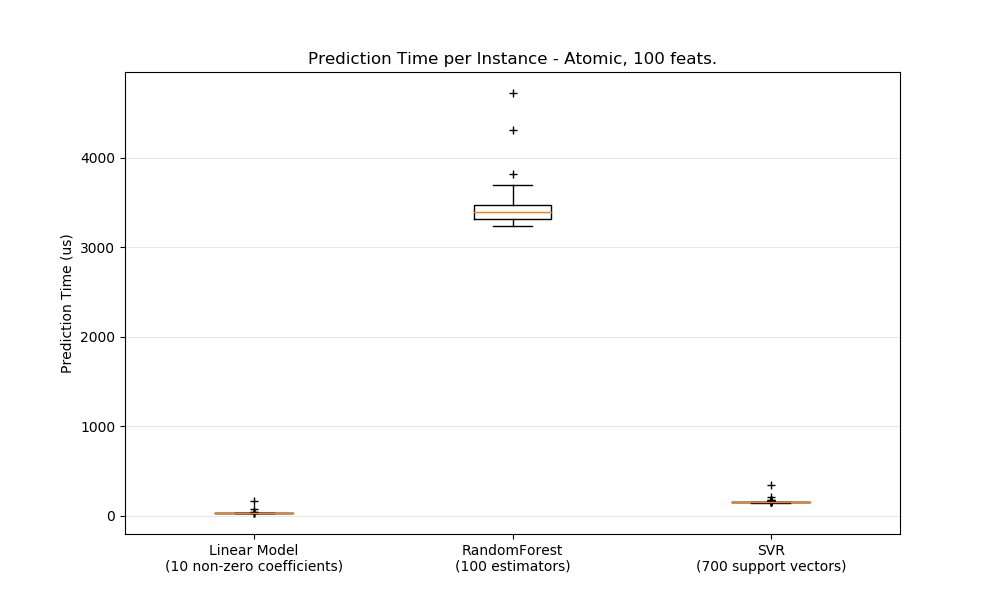 Prediction Time per Instance - Atomic, 100 feats.
Prediction Time (us)
4000
3000
2000
1000
0
Linear Model
(10 non-zero coefficients)
RandomForest
(100 estimators)
SVR
(700 support vectors)